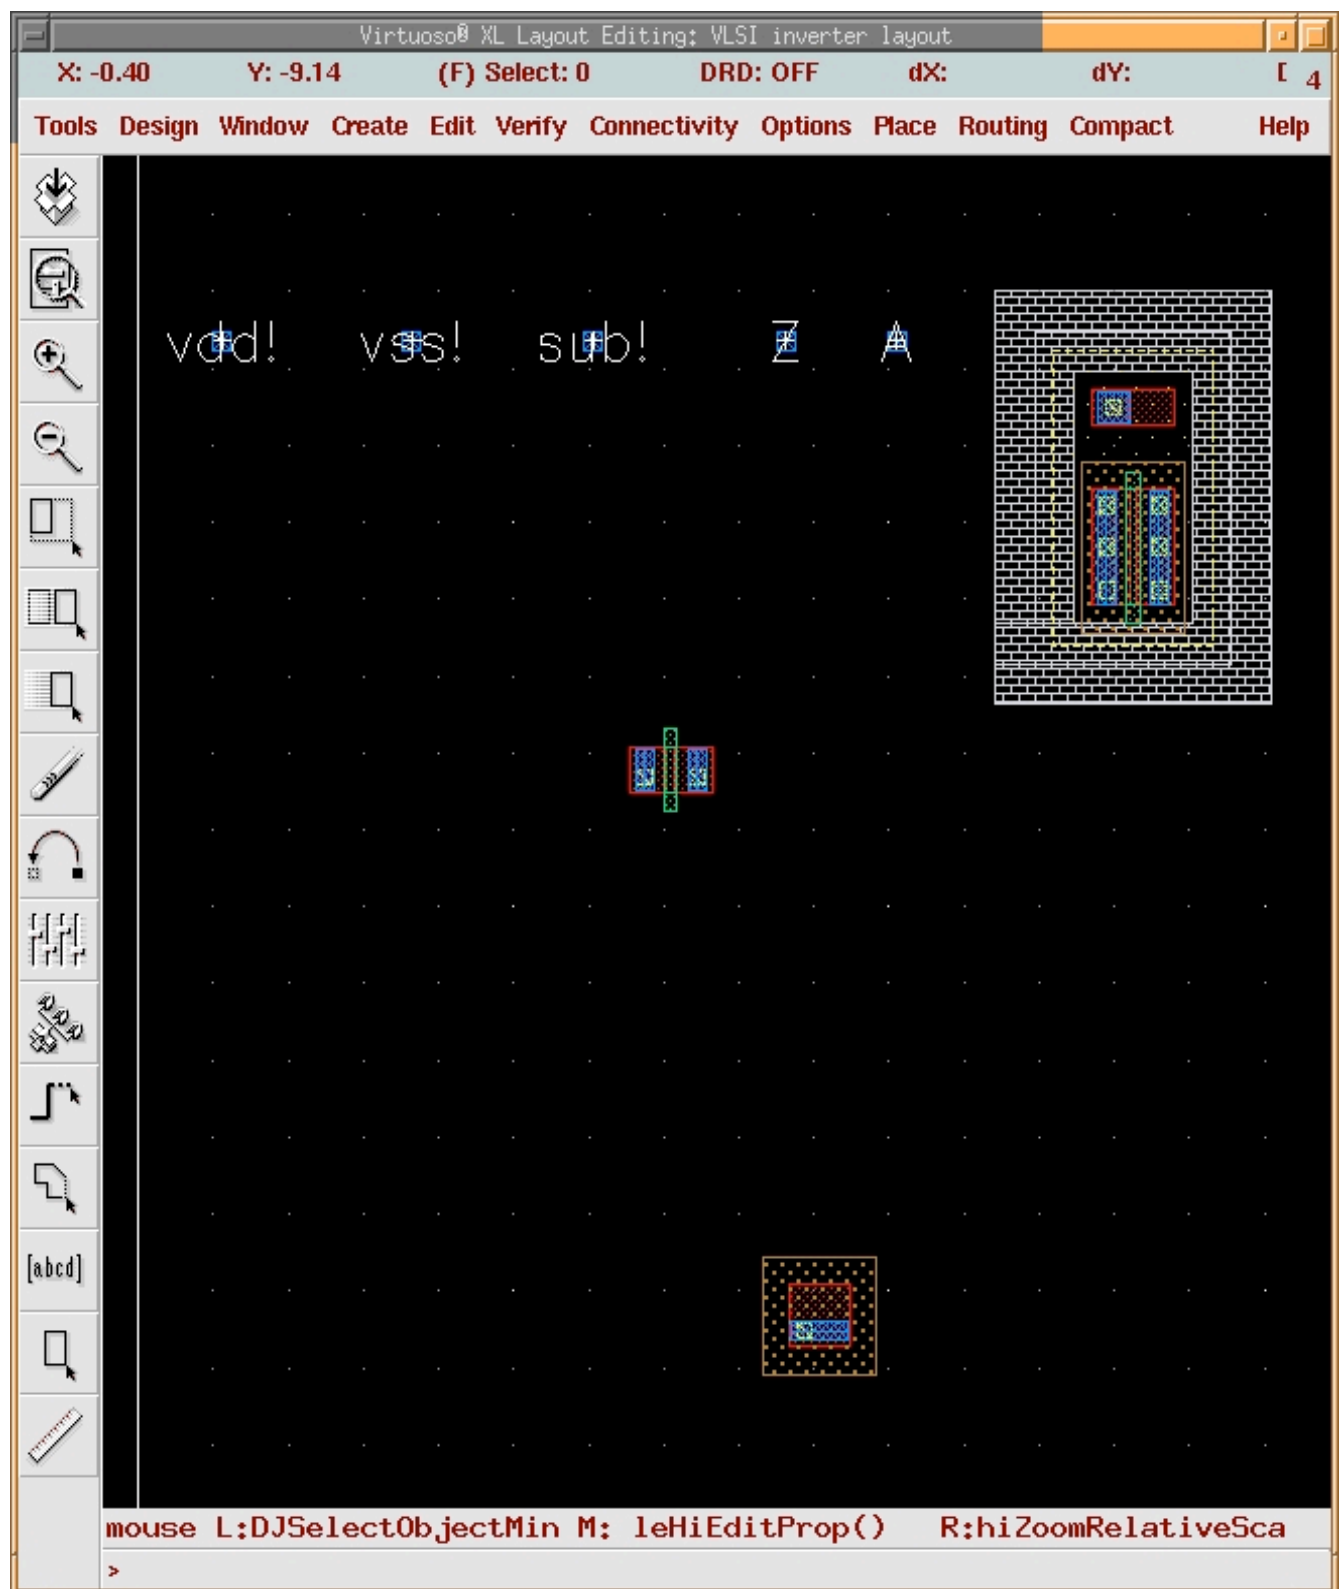 Virtuoso® XL Layout Editing: VLSI inverter layout
X: -0.40 Y: -9.14 (F) Select: 0 DRD: OFF dX: dY: [ 4
Tools Design Window Create Edit Verify Connectivity Options Place Routing Compact Help
vdd! vss! sub! Z A
[abcd]
mouse L:DJSelectObjectMin M: leHiEditProp() R:hiZoomRelativeSca
>